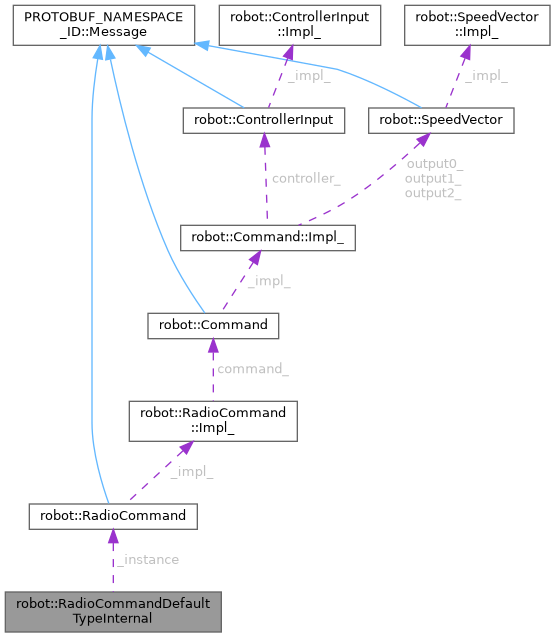 PROTOBUF_NAMESPACE
_ID::Message
robot::ControllerInput
::Impl_
robot::SpeedVector
::Impl_
_impl_
_impl_
robot::ControllerInput
robot::SpeedVector
controller_
output0_
output1_
output2_
robot::Command::Impl_
_impl_
robot::Command
command_
robot::RadioCommand
::Impl_
_impl_
robot::RadioCommand
_instance
robot::RadioCommandDefault
TypeInternal